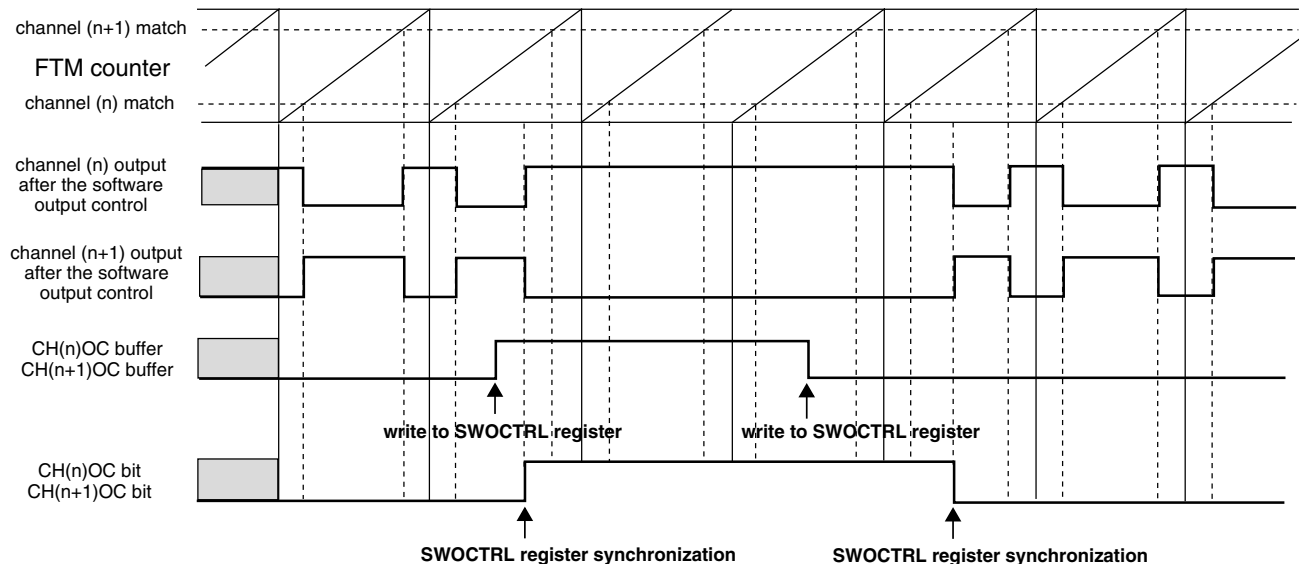 channel (n+1) match
FTM counter
channel (n) match
channel (n) output
after the software
output control
channel (n+1) output
after the software
output control
CH(n)OC buffer
CH(n+1)OC buffer
write to SWOCTRL register
write to SWOCTRL register
CH(n)OC bit
CH(n+1)OC bit
SWOCTRL register synchronization
SWOCTRL register synchronization